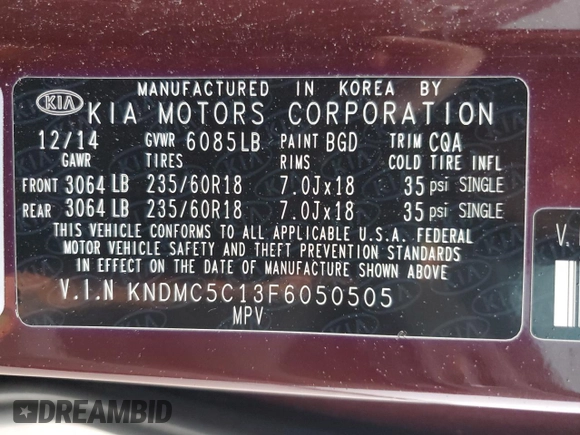 MANUFACTURED IN KOREA BY
KIA KIA MOTORS CORPORATION
12/14 GVWR 6085LB PAINT BGD TRIM CQA
GAWR TIRES RIMS COLD TIRE INFL
FRONT 3064 LB 235/60R18 7.0Jx18 35 psi SINGLE
REAR 3064 LB 235/60R18 7.0Jx18 35 psi SINGLE
THIS VEHICLE CONFORMS TO ALL APPLICABLE U.S.A. FEDERAL
MOTOR VEHICLE SAFETY AND THEFT PREVENTION STANDARDS
IN EFFECT ON THE DATE OF MANUFACTURE SHOWN ABOVE
V.I.N KNDMC5C13F6050505
MPV
V.
DREAMBID